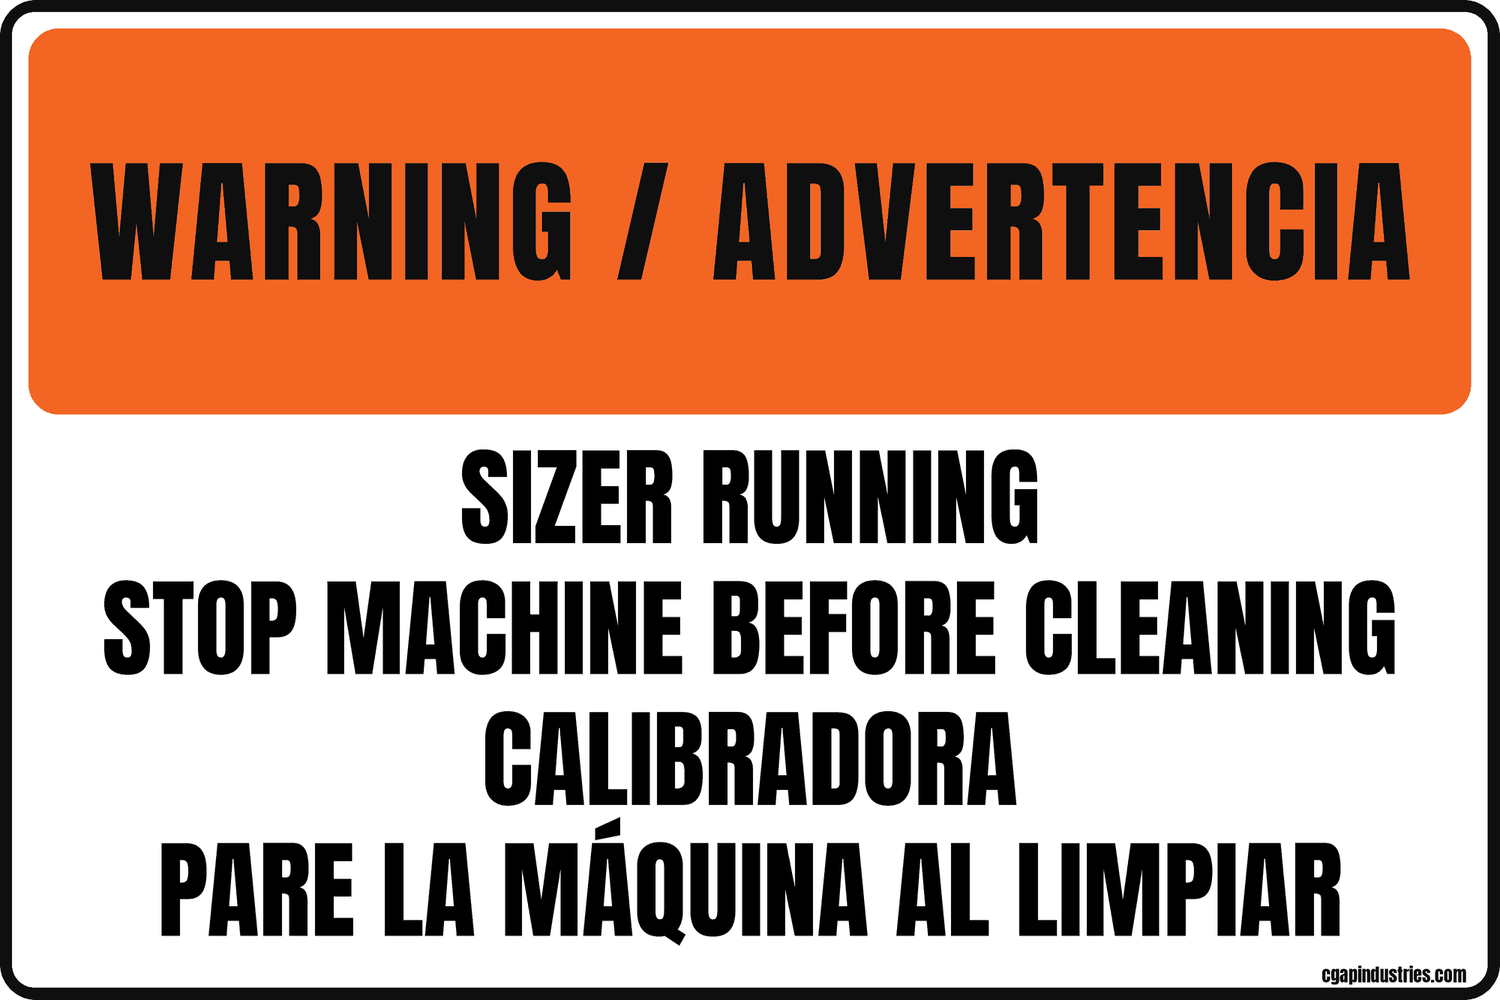 WARNING / ADVERTENCIA
SIZER RUNNING
STOP MACHINE BEFORE CLEANING
CALIBRADORA
PARE LA MÁQUINA AL LIMPIAR
cgapindustries.com